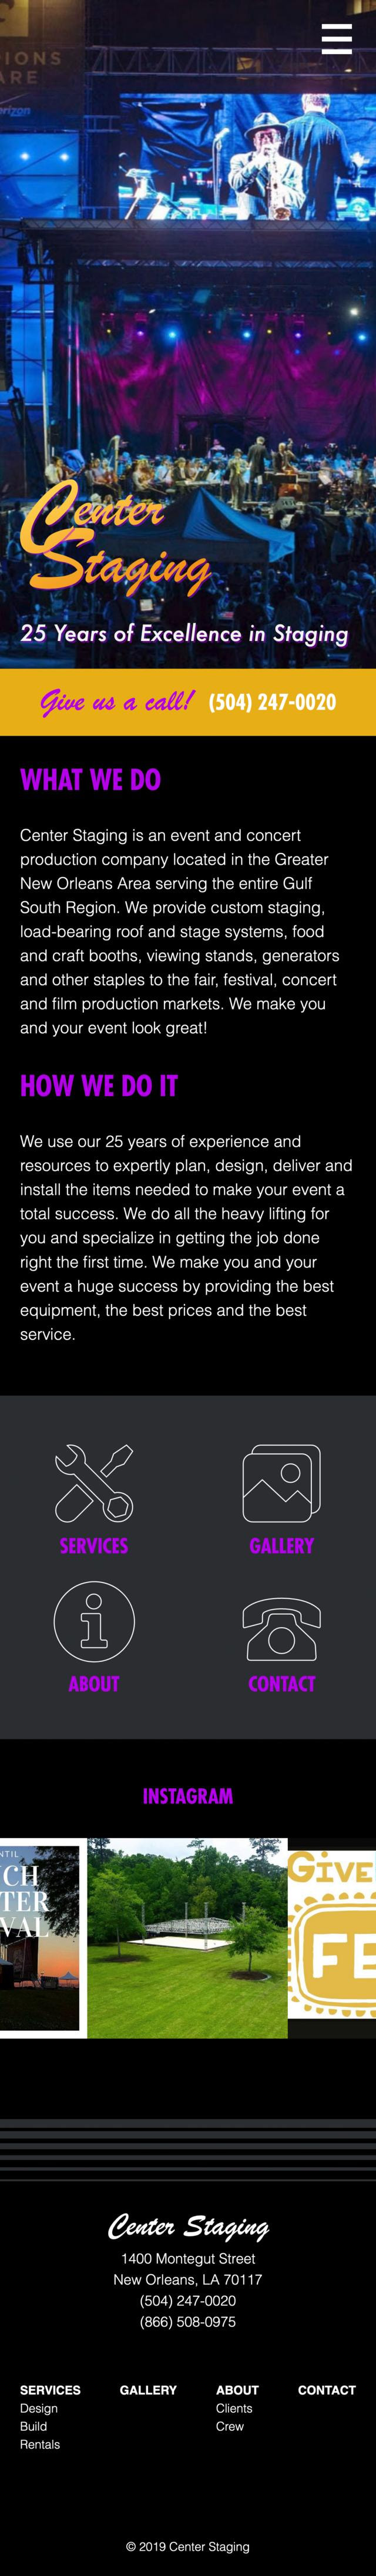 IONS
ARE
rizon
Center
Staging
25 Years of Excellence in Staging
Give us a call! (504) 247-0020
WHAT WE DO
Center Staging is an event and concert
production company located in the Greater
New Orleans Area serving the entire Gulf
South Region. We provide custom staging,
load-bearing roof and stage systems, food
and craft booths, viewing stands, generators
and other staples to the fair, festival, concert
and film production markets. We make you
and your event look great!
HOW WE DO IT
We use our 25 years of experience and
resources to expertly plan, design, deliver and
install the items needed to make your event a
total success. We do all the heavy lifting for
you and specialize in getting the job done
right the first time. We make you and your
event a huge success by providing the best
equipment, the best prices and the best
service.
SERVICES GALLERY
ABOUT CONTACT
INSTAGRAM
NTIL
CH
TER
VAL
GIVE
FE
Center Staging
1400 Montegut Street
New Orleans, LA 70117
(504) 247-0020
(866) 508-0975
SERVICES GALLERY ABOUT CONTACT
Design Clients
Build Crew
Rentals
© 2019 Center Staging